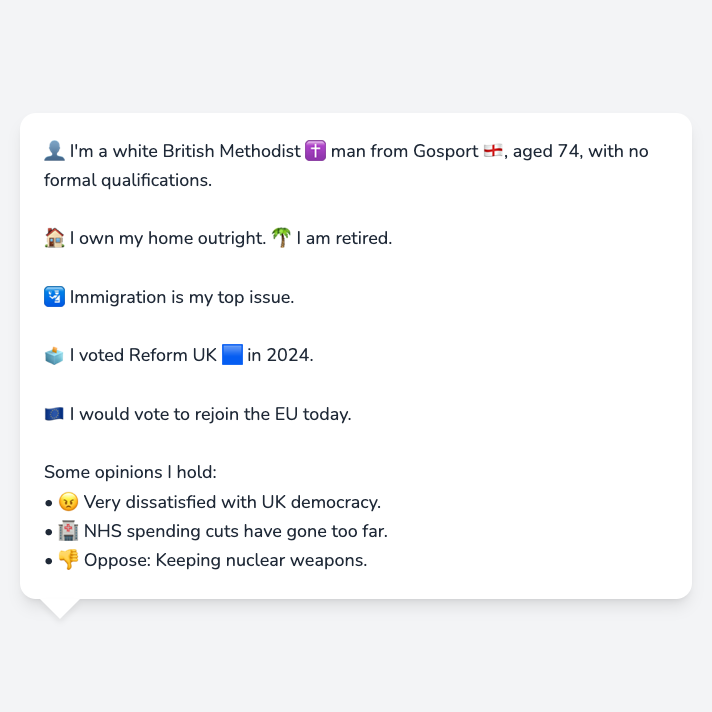 👤 I'm a white British Methodist ✝️ man from Gosport 🏴󠁧󠁢󠁥󠁮󠁧󠁿, aged 74, with no
formal qualifications.
🏠 I own my home outright. 🌴 I am retired.
🛂 Immigration is my top issue.
🗳️ I voted Reform UK 🟦 in 2024.
🇪🇺 I would vote to rejoin the EU today.
Some opinions I hold:
• 😠 Very dissatisfied with UK democracy.
• 🏥 NHS spending cuts have gone too far.
• 👎 Oppose: Keeping nuclear weapons.